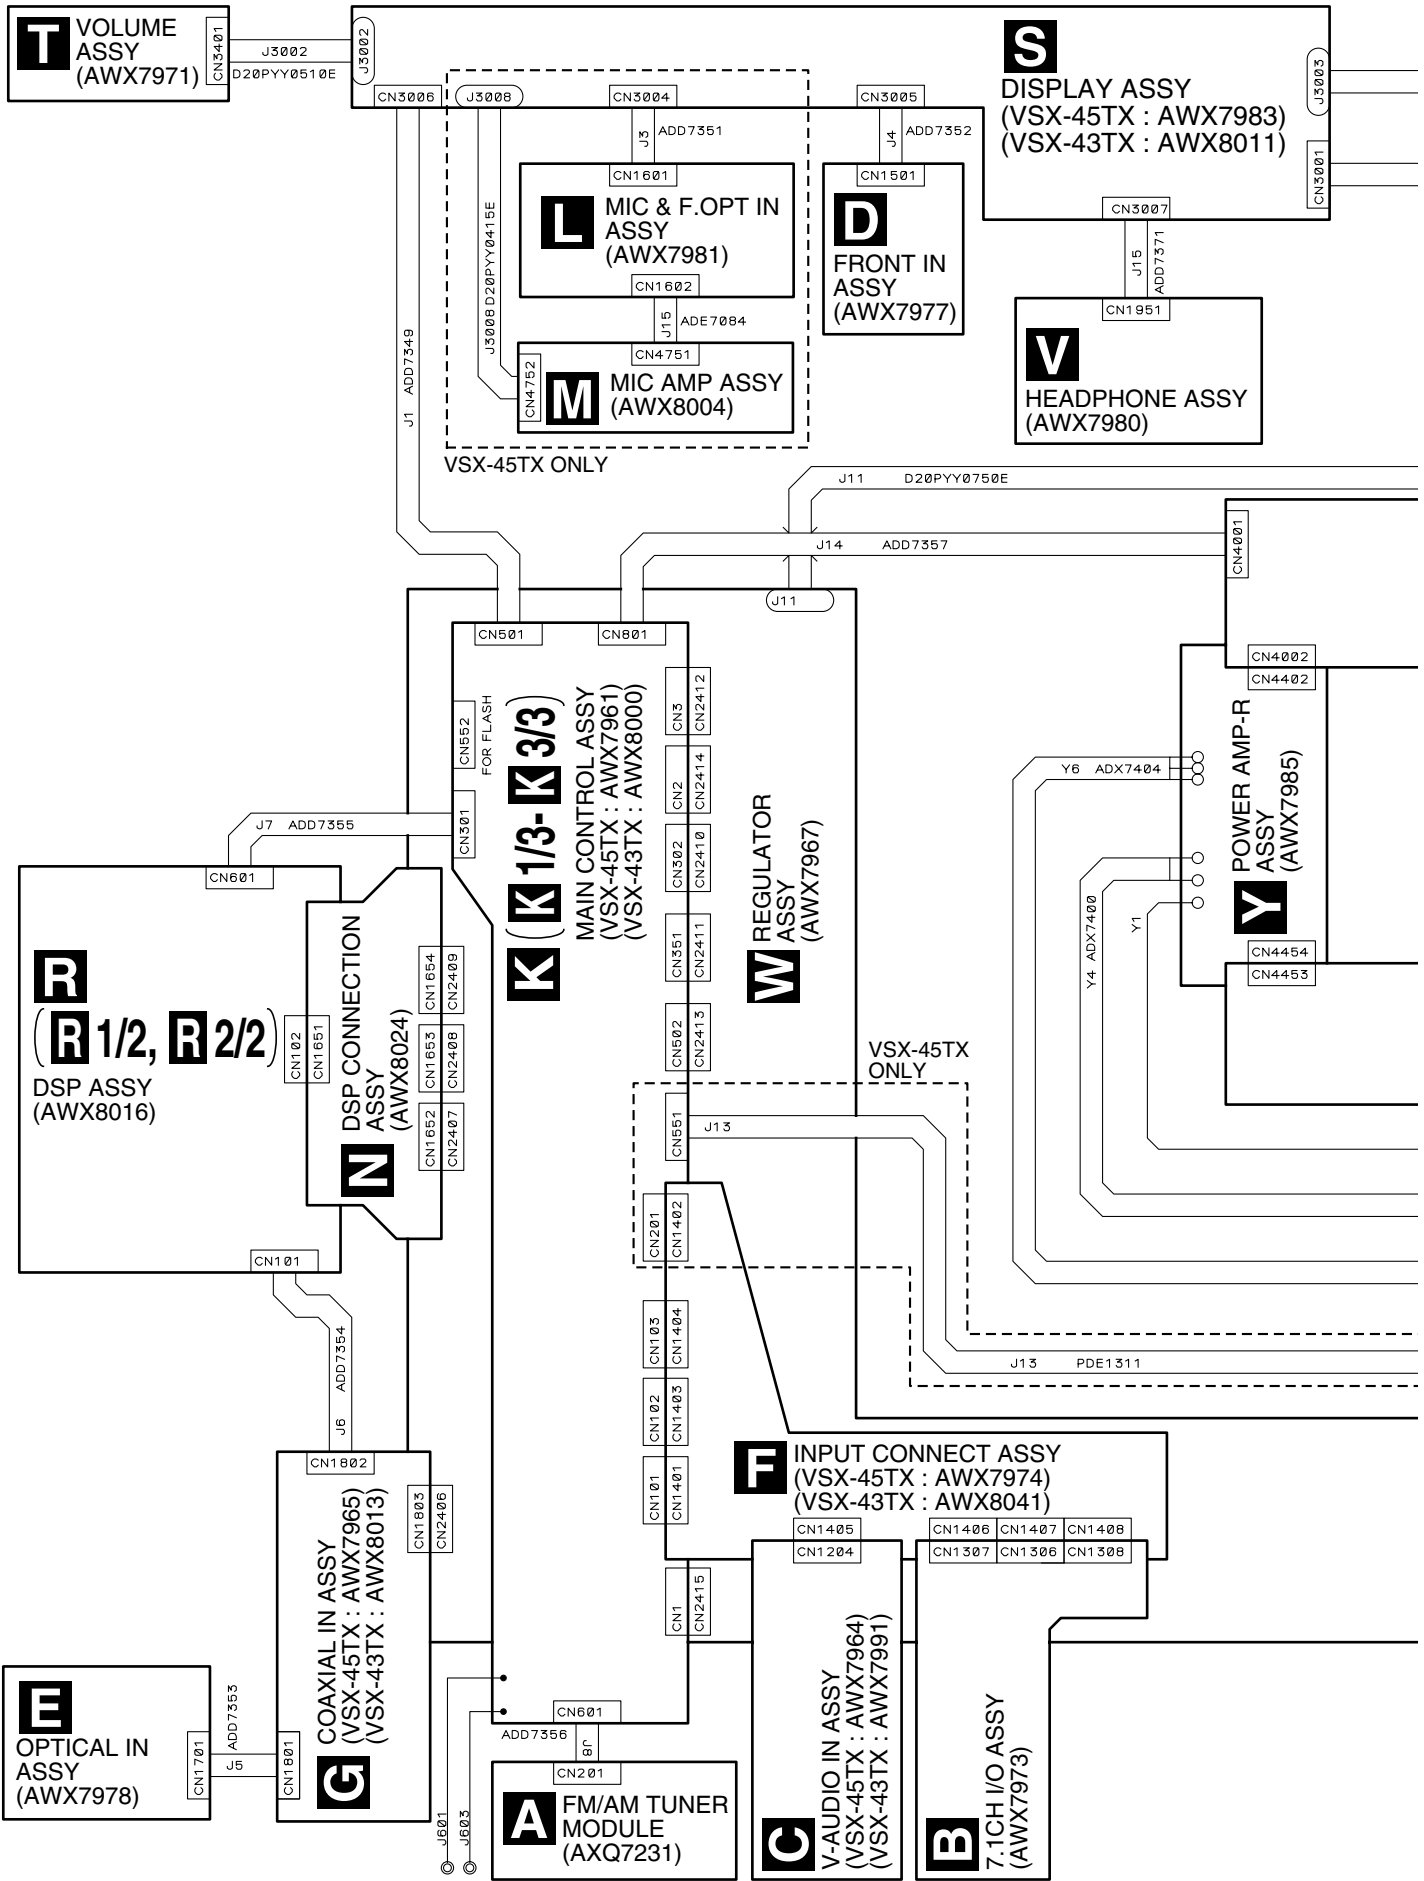 T VOLUME
ASSY
(AWX7971)
CN3401
J3002
D20PYY0510E
J3002
S
DISPLAY ASSY
(VSX-45TX : AWX7983)
(VSX-43TX : AWX8011)
J3003
CN3001
CN3006
J3008
CN3004
CN3005
CN3007
J3
ADD7351
J4
ADD7352
J15
ADD7371
CN1601
L MIC & F.OPT IN
ASSY
(AWX7981)
CN1602
CN1501
D
FRONT IN
ASSY
(AWX7977)
CN1951
V
HEADPHONE ASSY
(AWX7980)
J3008 D20PYY0415E
J15
ADE7084
CN4751
CN4752
M MIC AMP ASSY
(AWX8004)
VSX-45TX ONLY
J1 ADD7349
J11 D20PYY0750E
J14 ADD7357
CN4001
J11
CN501
CN801
CN552
FOR FLASH
CN301
J7 ADD7355
K (K 1/3- K 3/3)
MAIN CONTROL ASSY
(VSX-45TX : AWX7961)
(VSX-43TX : AWX8000)
CN3
CN2412
CN2
CN2414
CN302
CN2410
CN351
CN2411
CN502
CN2413
W REGULATOR
ASSY
(AWX7967)
CN4002
CN4402
Y6 ADX7404
Y4 ADX7400
Y1
Y POWER AMP-R
ASSY
(AWX7985)
CN4454
CN4453
CN601
R
(R 1/2, R 2/2)
DSP ASSY
(AWX8016)
CN102
CN1651
N DSP CONNECTION
ASSY
(AWX8024)
CN1654
CN2409
CN1653
CN2408
CN1652
CN2407
CN101
VSX-45TX
ONLY
CN551
J13
CN201
CN1402
CN103
CN1404
CN102
CN1403
CN101
CN1401
J13 PDE1311
J6 ADD7354
CN1802
CN1803
CN2406
G COAXIAL IN ASSY
(VSX-45TX : AWX7965)
(VSX-43TX : AWX8013)
CN1801
F INPUT CONNECT ASSY
(VSX-45TX : AWX7974)
(VSX-43TX : AWX8041)
CN1405
CN1204
CN1406 CN1407 CN1408
CN1307 CN1306 CN1308
CN1
CN2415
E
OPTICAL IN
ASSY
(AWX7978)
CN1701
ADD7353
J5
J601
J603
CN601
ADD7356
J8
CN201
A FM/AM TUNER
MODULE
(AXQ7231)
C V-AUDIO IN ASSY
(VSX-45TX : AWX7964)
(VSX-43TX : AWX7991)
B 7.1CH I/O ASSY
(AWX7973)